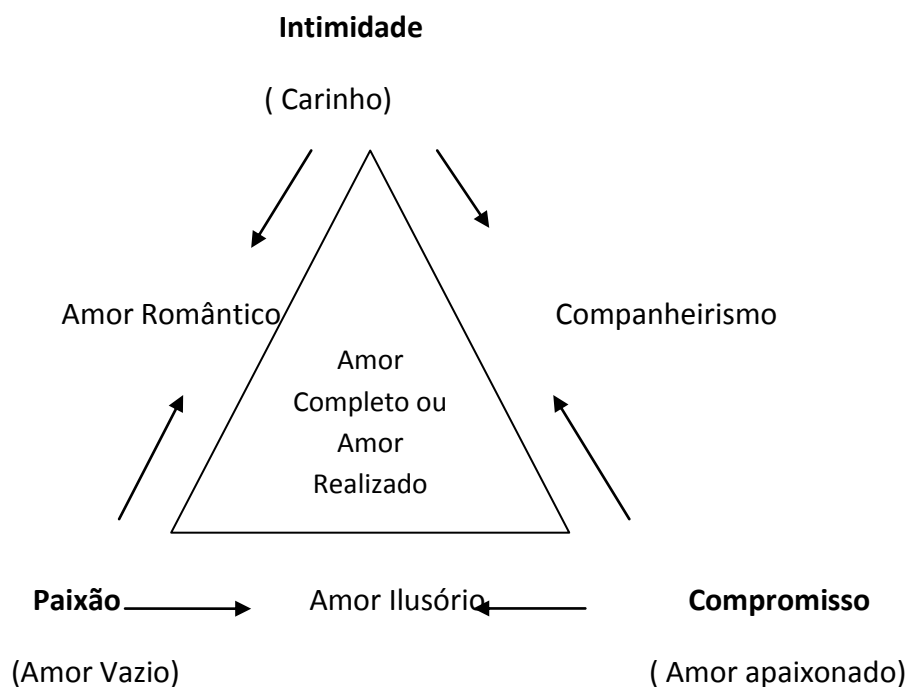 Intimidade
( Carinho)
Amor Romântico
Companheirismo
Amor
Completo ou
Amor
Realizado
Paixão
Amor Ilusório
Compromisso
(Amor Vazio)
( Amor apaixonado)